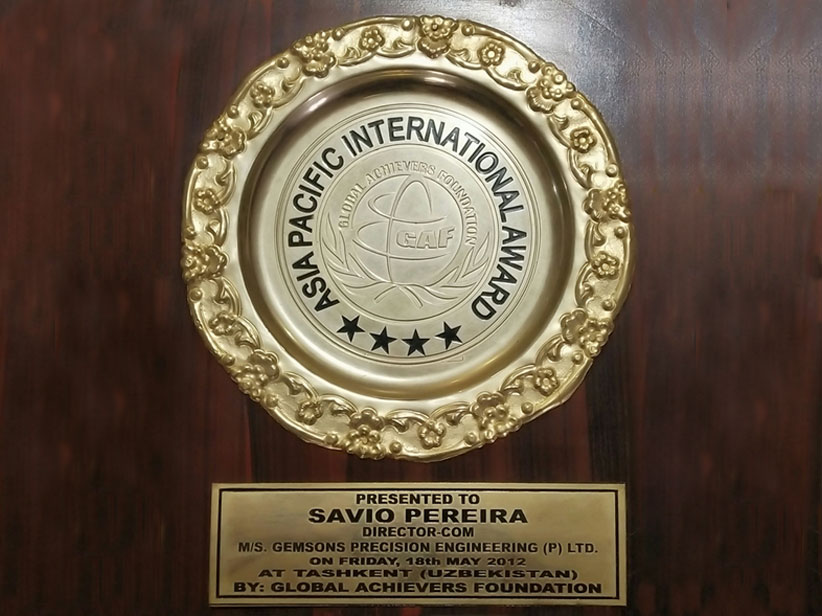 ASIA PACIFIC INTERNATIONAL AWARD
GLOBAL ACHIEVERS FOUNDATION
GAF
PRESENTED TO
SAVIO PEREIRA
DIRECTOR-COM
M/S. GEMSONS PRECISION ENGINEERING (P) LTD.
ON FRIDAY, 18th MAY 2012
AT TASHKENT (UZBEKISTAN)
BY: GLOBAL ACHIEVERS FOUNDATION